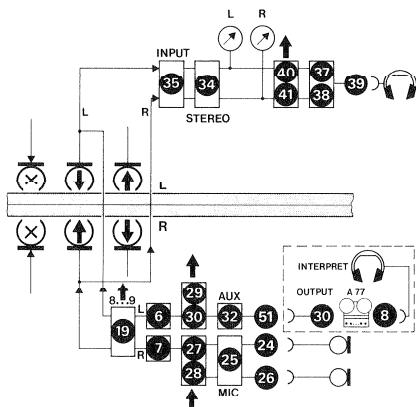 L R
INPUT
35 34 40 37
41 38 39
STEREO
L R
L
R
8...9
INTERPRET
OUTPUT A 77
29
19 L 6 30 AUX 32 51 30 8
R 7 27 25 24
28 26
MIC